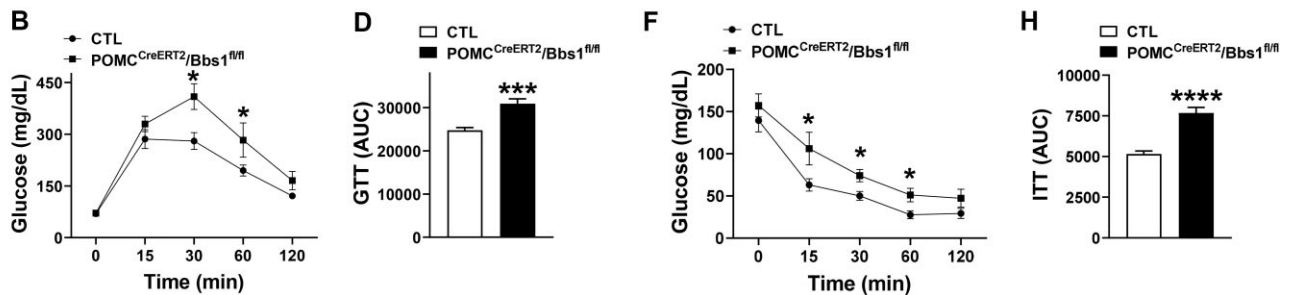 B
CTL
POMC^CreERT2/Bbs1^fl/fl
Glucose (mg/dL)
450
300
150
0
*
*
0 15 30 60 120
Time (min)
D
CTL
POMC^CreERT2/Bbs1^fl/fl
GTT (AUC)
30000
20000
10000
0
***
F
CTL
POMC^CreERT2/Bbs1^fl/fl
Glucose (mg/dL)
200
150
100
50
0
*
*
*
0 15 30 60 120
Time (min)
H
CTL
POMC^CreERT2/Bbs1^fl/fl
ITT (AUC)
10000
7500
5000
2500
0
****